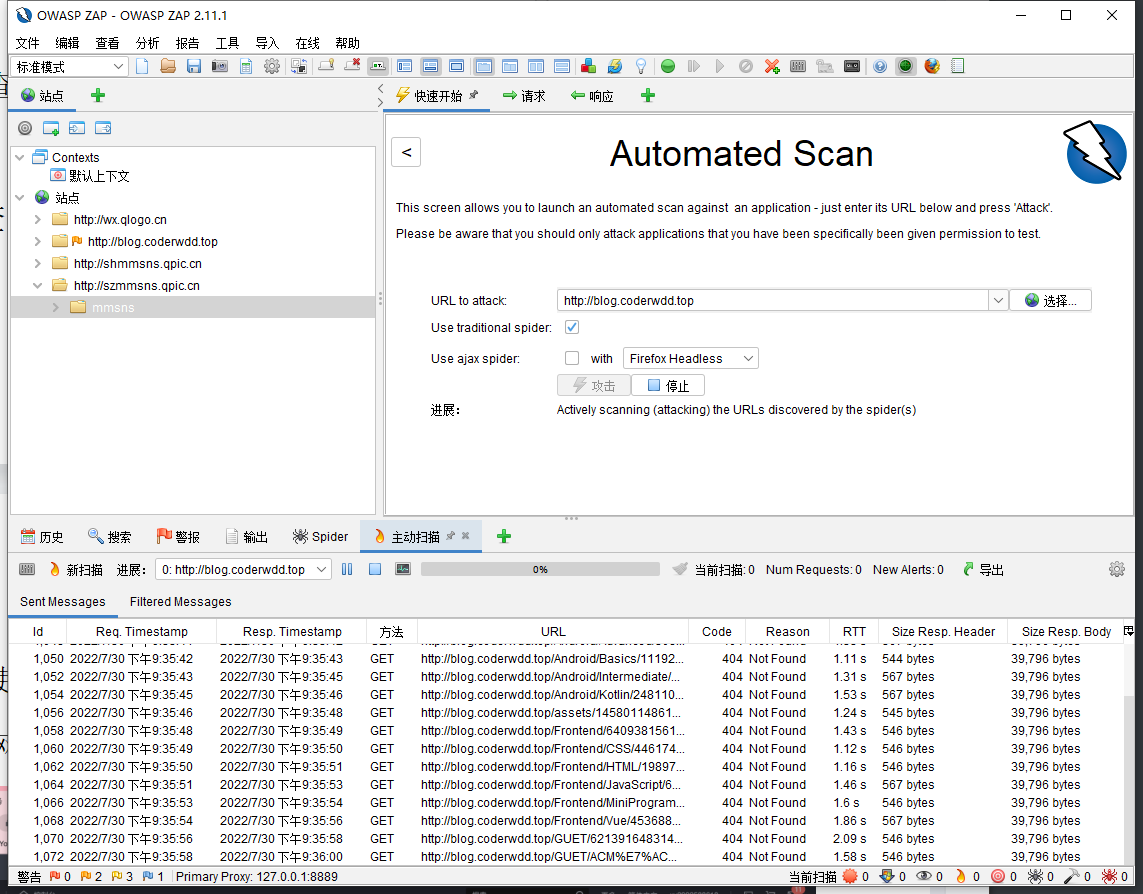 OWASP ZAP - OWASP ZAP 2.11.1
文件 编辑 查看 分析 报告 工具 导入 在线 帮助
标准模式
站点
快速开始 请求 响应
<
Automated Scan
Contexts
默认上下文
站点
http://wx.qlogo.cn
http://blog.coderwdd.top
http://shmmsns.qpic.cn
http://szmmsns.qpic.cn
mmsns
This screen allows you to launch an automated scan against an application - just enter its URL below and press 'Attack'.
Please be aware that you should only attack applications that you have been specifically been given permission to test.
URL to attack: http://blog.coderwdd.top 选择...
Use traditional spider:
Use ajax spider: with Firefox Headless
攻击 停止
进展： Actively scanning (attacking) the URLs discovered by the spider(s)
历史 搜索 警报 输出 Spider 主动扫描
新扫描 进展： 0: http://blog.coderwdd.top 0% 当前扫描: 0 Num Requests: 0 New Alerts: 0 导出
Sent Messages Filtered Messages
Id Req. Timestamp Resp. Timestamp 方法 URL Code Reason RTT Size Resp. Header Size Resp. Body
1,050 2022/7/30 下午9:35:42 2022/7/30 下午9:35:43 GET http://blog.coderwdd.top/Android/Basics/11192... 404 Not Found 1.11 s 544 bytes 39,796 bytes
1,052 2022/7/30 下午9:35:43 2022/7/30 下午9:35:45 GET http://blog.coderwdd.top/Android/Intermediate/... 404 Not Found 1.31 s 567 bytes 39,796 bytes
1,054 2022/7/30 下午9:35:45 2022/7/30 下午9:35:46 GET http://blog.coderwdd.top/Android/Kotlin/248110... 404 Not Found 1.53 s 567 bytes 39,796 bytes
1,056 2022/7/30 下午9:35:46 2022/7/30 下午9:35:48 GET http://blog.coderwdd.top/assets/14580114861... 404 Not Found 1.24 s 545 bytes 39,796 bytes
1,058 2022/7/30 下午9:35:48 2022/7/30 下午9:35:49 GET http://blog.coderwdd.top/Frontend/6409381561... 404 Not Found 1.43 s 546 bytes 39,796 bytes
1,060 2022/7/30 下午9:35:49 2022/7/30 下午9:35:50 GET http://blog.coderwdd.top/Frontend/CSS/446174... 404 Not Found 1.12 s 546 bytes 39,796 bytes
1,062 2022/7/30 下午9:35:50 2022/7/30 下午9:35:51 GET http://blog.coderwdd.top/Frontend/HTML/19897... 404 Not Found 1.16 s 546 bytes 39,796 bytes
1,064 2022/7/30 下午9:35:51 2022/7/30 下午9:35:53 GET http://blog.coderwdd.top/Frontend/JavaScript/6... 404 Not Found 1.46 s 567 bytes 39,796 bytes
1,066 2022/7/30 下午9:35:53 2022/7/30 下午9:35:54 GET http://blog.coderwdd.top/Frontend/MiniProgram... 404 Not Found 1.6 s 546 bytes 39,796 bytes
1,068 2022/7/30 下午9:35:54 2022/7/30 下午9:35:56 GET http://blog.coderwdd.top/Frontend/Vue/453688... 404 Not Found 1.86 s 567 bytes 39,796 bytes
1,070 2022/7/30 下午9:35:56 2022/7/30 下午9:35:58 GET http://blog.coderwdd.top/GUET/621391648314... 404 Not Found 2.09 s 546 bytes 39,796 bytes
1,072 2022/7/30 下午9:35:58 2022/7/30 下午9:36:00 GET http://blog.coderwdd.top/GUET/ACM%E7%AC... 404 Not Found 1.58 s 546 bytes 39,796 bytes
警告 0 2 3 1 Primary Proxy: 127.0.0.1:8889 当前扫描 0 0 0 0 0 0 0 0